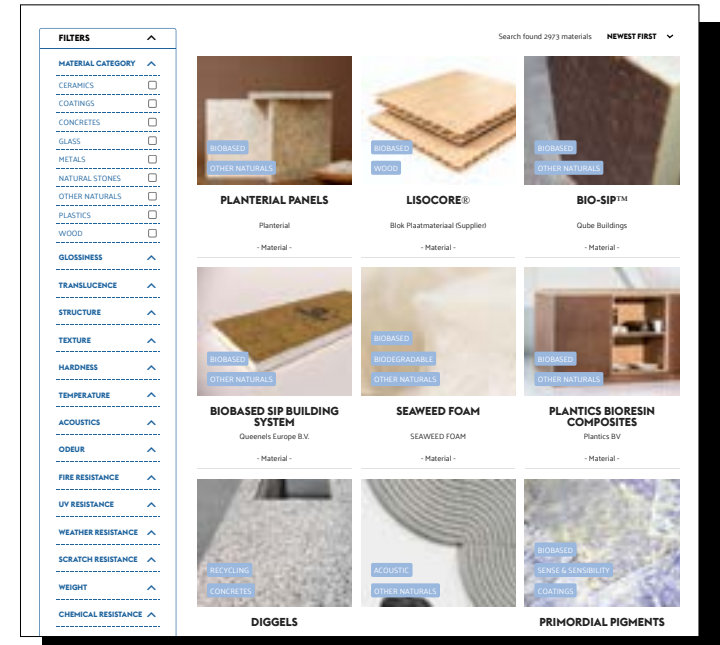 FILTERS
MATERIAL CATEGORY
CERAMICS
COATINGS
CONCRETES
GLASS
METALS
NATURAL STONES
OTHER NATURALS
PLASTICS
WOOD
GLOSSINESS
TRANSLUCENCE
STRUCTURE
TEXTURE
HARDNESS
TEMPERATURE
ACOUSTICS
ODEUR
FIRE RESISTANCE
UV RESISTANCE
WEATHER RESISTANCE
SCRATCH RESISTANCE
WEIGHT
CHEMICAL RESISTANCE
Search found 2973 materials
NEWEST FIRST
BIOBASED
OTHER NATURALS
PLANTERIAL PANELS
Planterial
- Material -
BIOBASED
WOOD
LISOCORE®
Blok Plaatmateriaal (Supplier)
- Material -
BIOBASED
OTHER NATURALS
BIO-SIP™
Qube Buildings
- Material -
BIOBASED
OTHER NATURALS
BIOBASED SIP BUILDING
SYSTEM
Queenels Europe B.V.
- Material -
BIOBASED
BIODEGRADABLE
OTHER NATURALS
SEAWEED FOAM
SEAWEED FOAM
- Material -
BIOBASED
OTHER NATURALS
PLANTICS BIORESIN
COMPOSITES
Plantics BV
- Material -
RECYCLING
CONCRETES
DIGGELS
ACOUSTIC
OTHER NATURALS
BIOBASED
SENSE & SENSIBILITY
COATINGS
PRIMORDIAL PIGMENTS